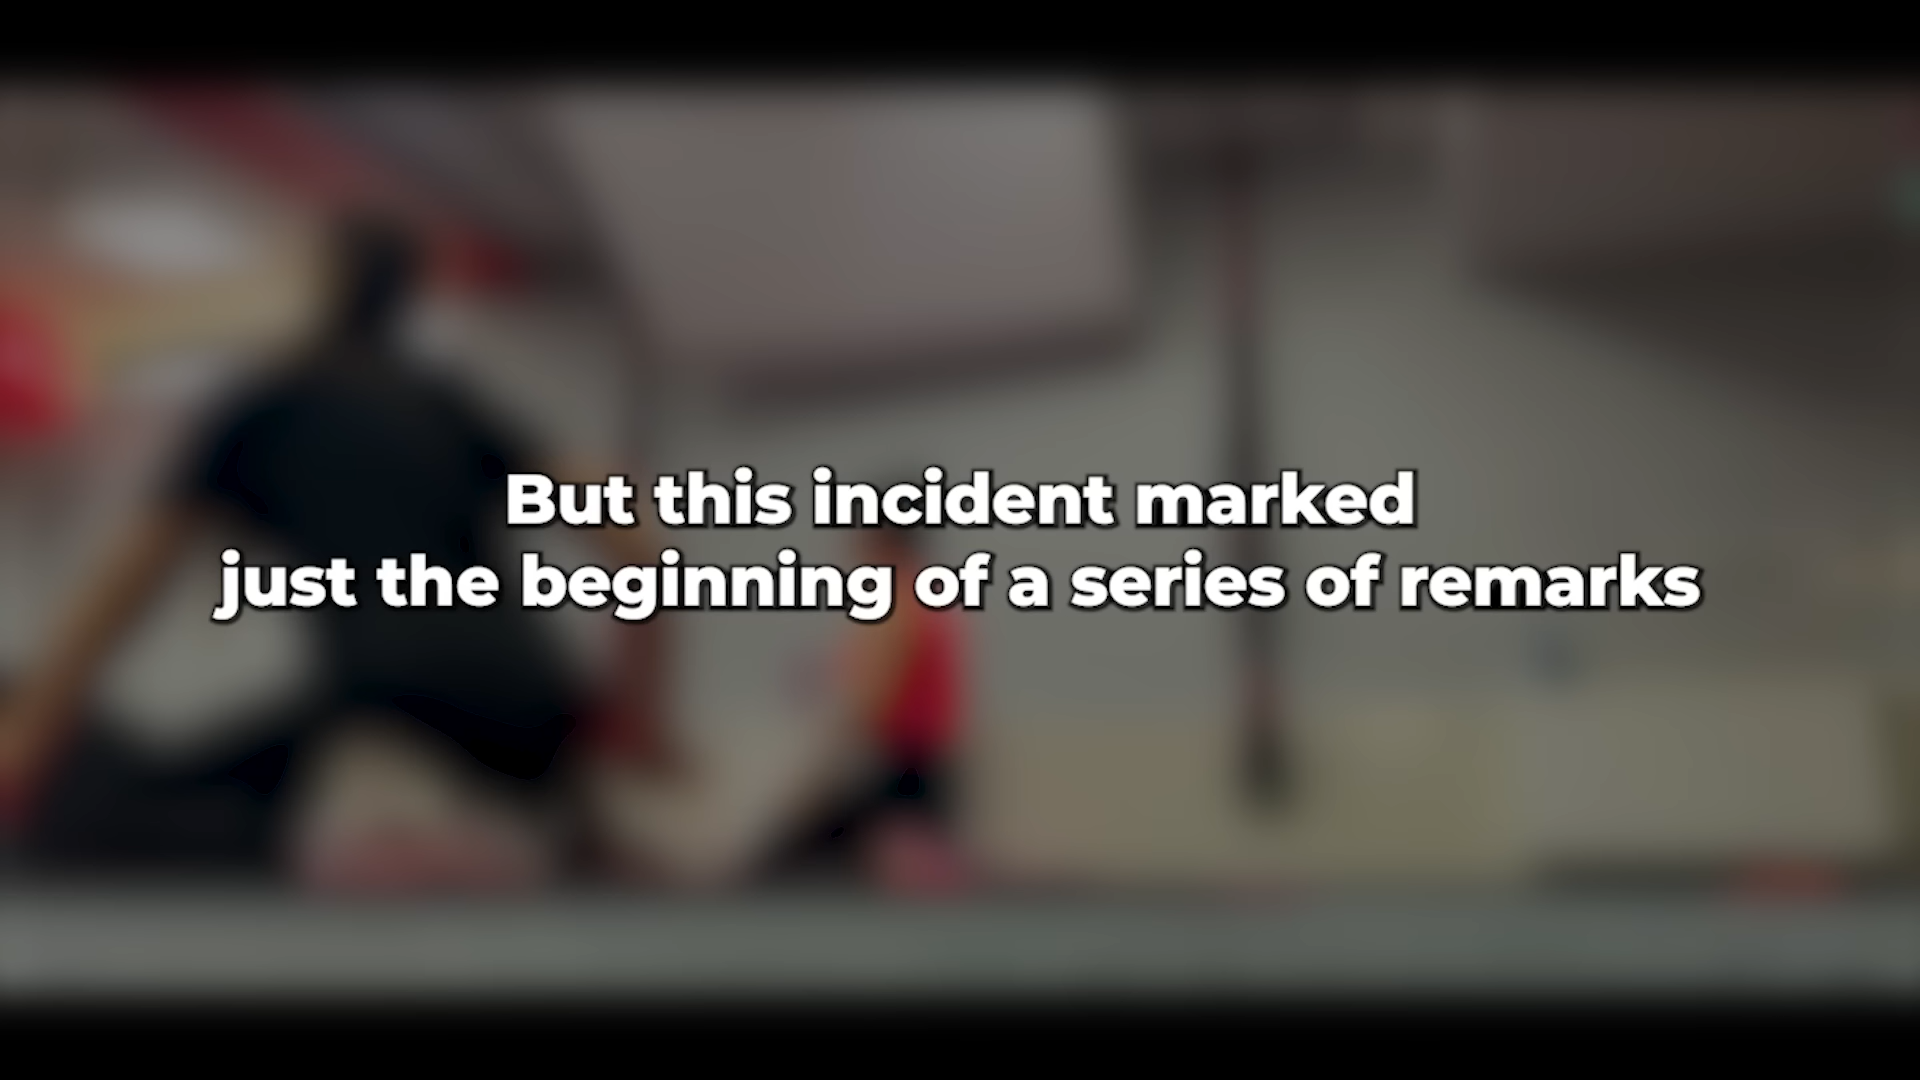 But this incident marked
just the beginning of a series of remarks